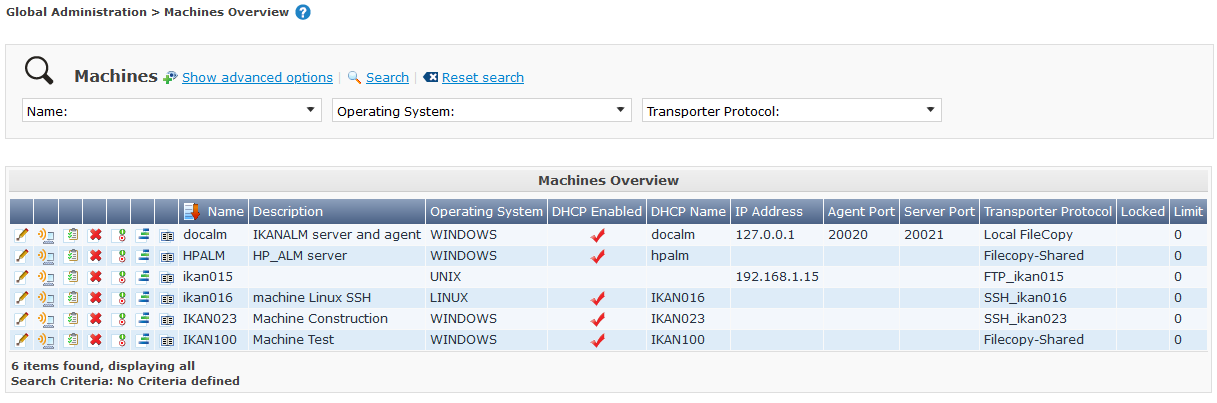 Global Administration > Machines Overview ?
Machines Show advanced options | Search | Reset search
Name: Operating System: Transporter Protocol:
Machines Overview
Name Description Operating System DHCP Enabled DHCP Name IP Address Agent Port Server Port Transporter Protocol Locked Limit
docalm IKANALM server and agent WINDOWS docalm 127.0.0.1 20020 20021 Local FileCopy 0
HPALM HP_ALM server WINDOWS hpalm Filecopy-Shared 0
ikan015 UNIX 192.168.1.15 FTP_ikan015 0
ikan016 machine Linux SSH LINUX IKAN016 SSH_ikan016 0
IKAN023 Machine Construction WINDOWS IKAN023 SSH_ikan023 0
IKAN100 Machine Test WINDOWS IKAN100 Filecopy-Shared 0
6 items found, displaying all
Search Criteria: No Criteria defined